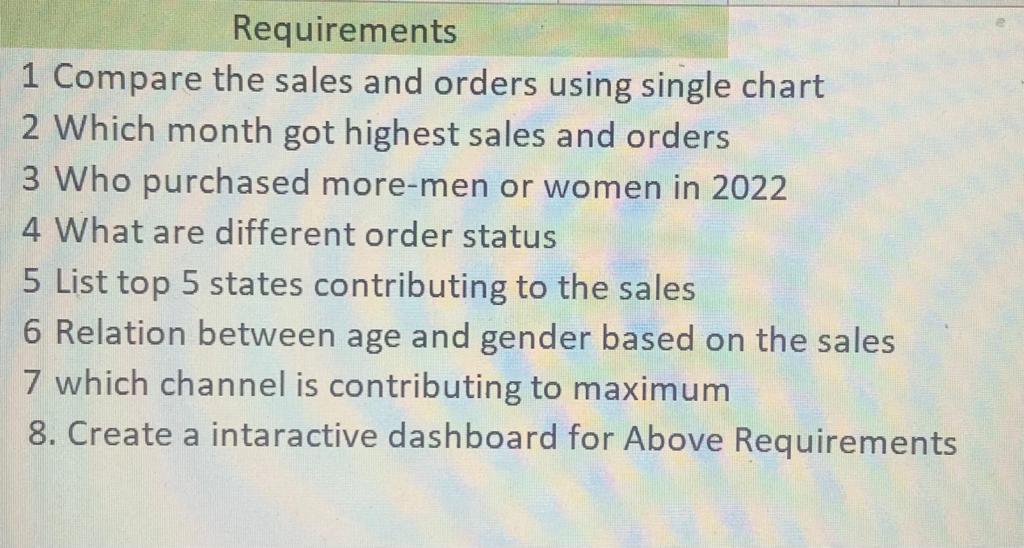 Requirements
1 Compare the sales and orders using single chart
2 Which month got highest sales and orders
3 Who purchased more-men or women in 2022
4 What are different order status
5 List top 5 states contributing to the sales
6 Relation between age and gender based on the sales
7 which channel is contributing to maximum
8. Create a intaractive dashboard for Above Requirements